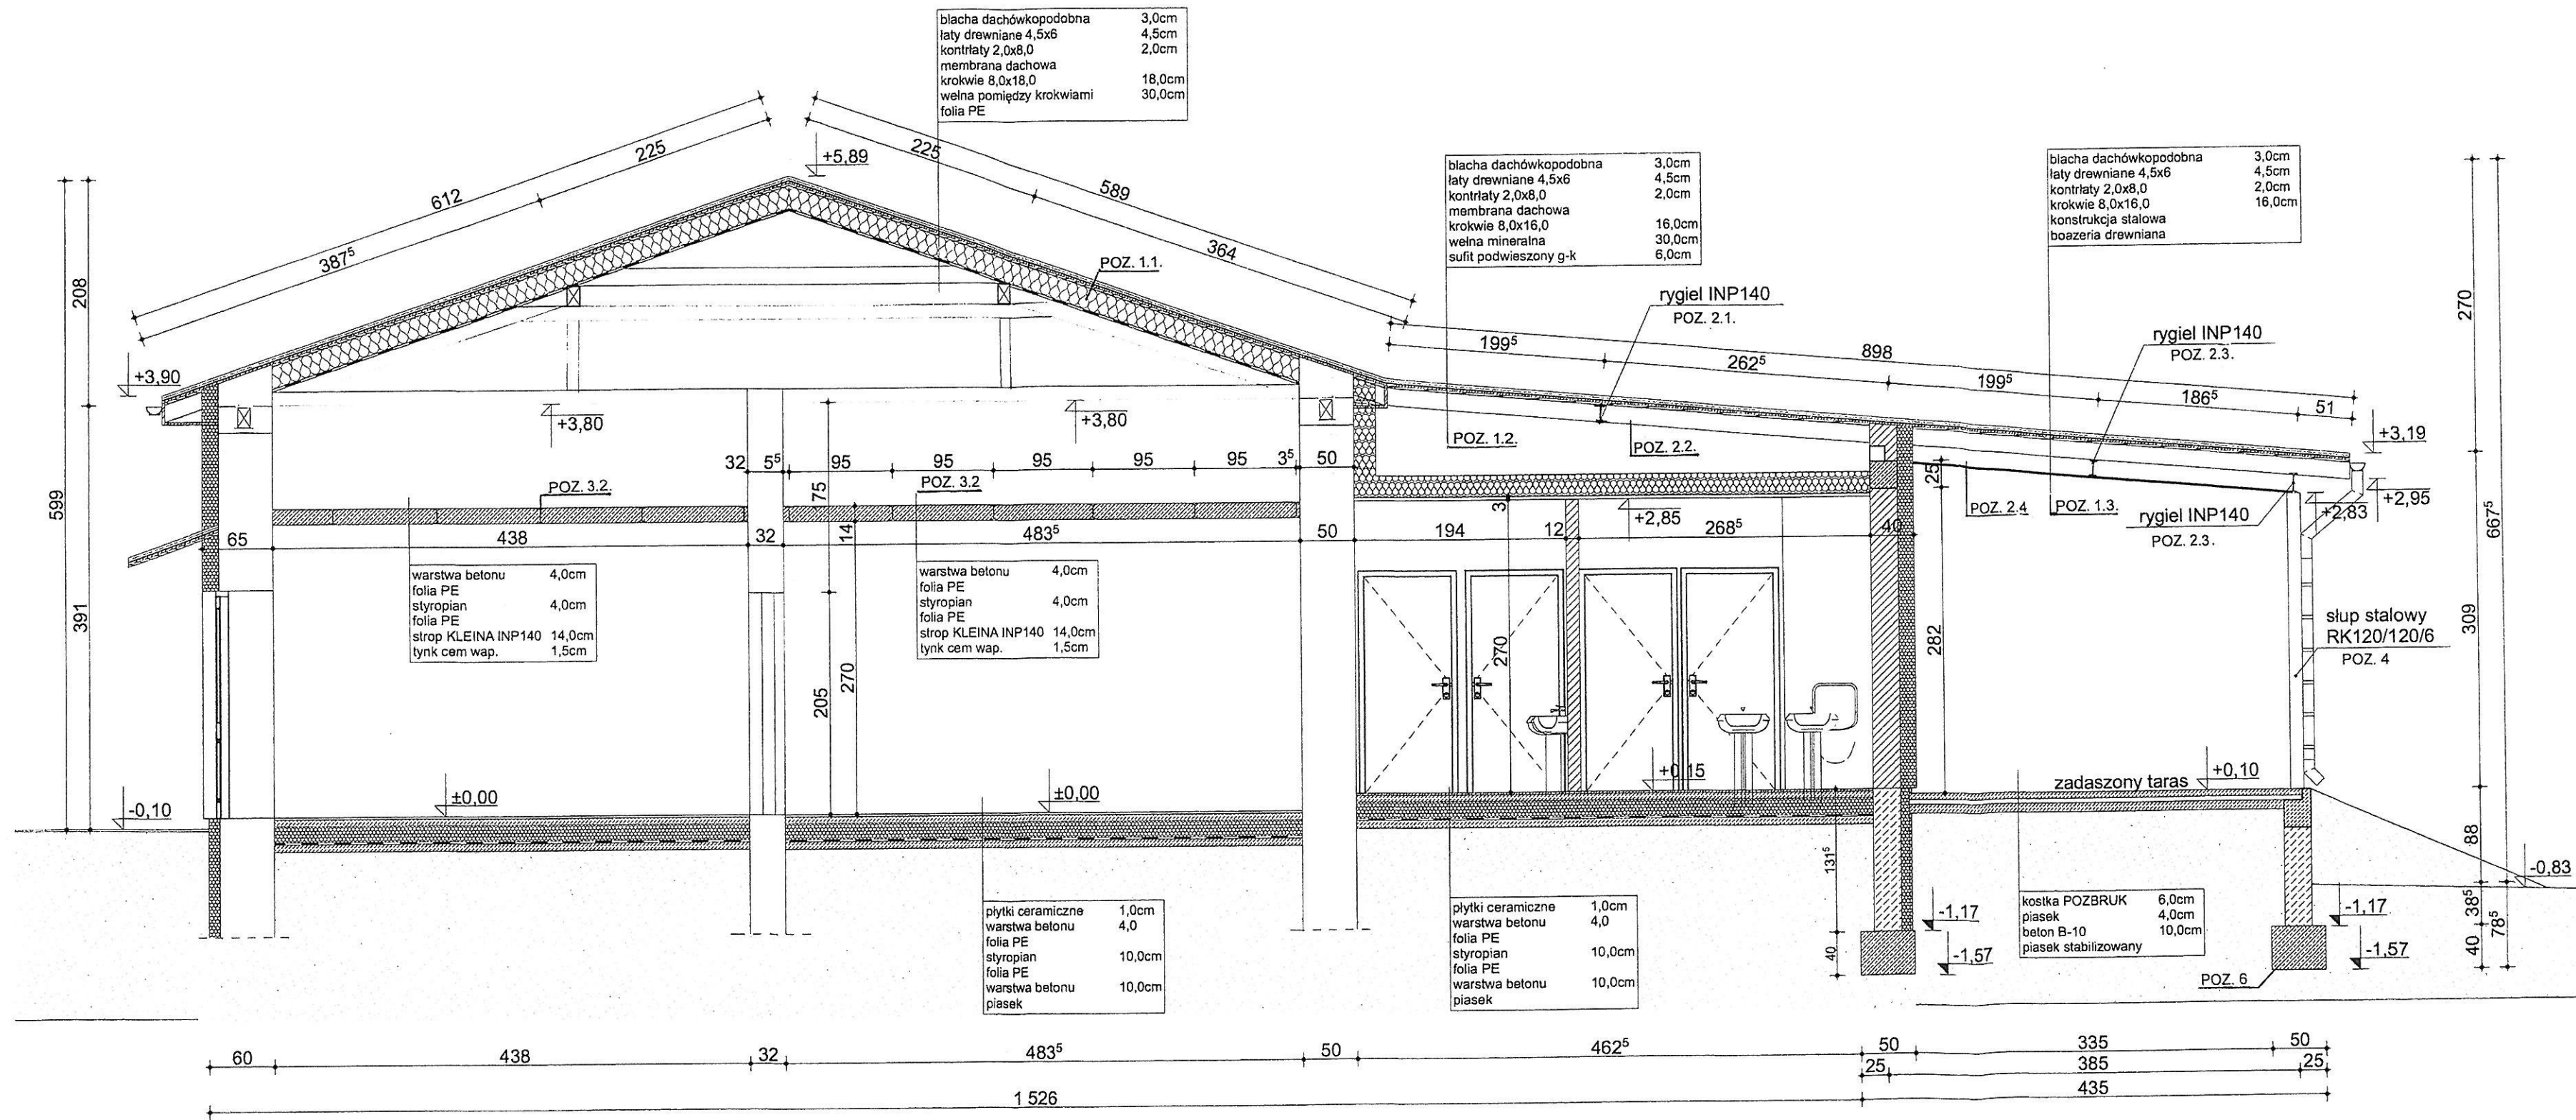 blacha dachówkopodobna 3,0cm
łaty drewniane 4,5x6 4,5cm
kontrłaty 2,0x8,0 2,0cm
membrana dachowa
krokwie 8,0x18,0 18,0cm
wełna pomiędzy krokwiami 30,0cm
folia PE
blacha dachówkopodobna 3,0cm
łaty drewniane 4,5x6 4,5cm
kontrłaty 2,0x8,0 2,0cm
membrana dachowa
krokwie 8,0x16,0 16,0cm
wełna mineralna 30,0cm
sufit podwieszony g-k 6,0cm
blacha dachówkopodobna 3,0cm
łaty drewniane 4,5x6 4,5cm
kontrłaty 2,0x8,0 2,0cm
krokwie 8,0x16,0 16,0cm
konstrukcja stalowa
boazeria drewniana
612
225
387⁵
+5,89
225
589
364
POZ. 1.1.
rygiel INP140
POZ. 2.1.
rygiel INP140
POZ. 2.3.
199⁵
262⁵
898
199⁵
186⁵
51
208
599
391
270
667⁵
309
88
38⁵
40
78⁵
+3,90
+3,80
+3,80
+3,19
+2,95
+2,83
POZ. 1.2.
POZ. 2.2.
POZ. 2.4
POZ. 1.3.
rygiel INP140
POZ. 2.3.
32
5⁵
95
95
95
95
95
3⁵
50
POZ. 3.2.
POZ. 3.2
75
14
3
25
+2,85
65
438
32
483⁵
50
194
12
268⁵
40
warstwa betonu 4,0cm
folia PE
styropian 4,0cm
folia PE
strop KLEINA INP140 14,0cm
tynk cem wap. 1,5cm
warstwa betonu 4,0cm
folia PE
styropian 4,0cm
folia PE
strop KLEINA INP140 14,0cm
tynk cem wap. 1,5cm
205
270
270
282
słup stalowy
RK120/120/6
POZ. 4
-0,10
±0,00
±0,00
+0,15
zadaszony taras
+0,10
131⁵
40
-0,83
-1,17
-1,57
-1,17
-1,57
POZ. 6
płytki ceramiczne 1,0cm
warstwa betonu 4,0
folia PE
styropian 10,0cm
folia PE
warstwa betonu 10,0cm
piasek
płytki ceramiczne 1,0cm
warstwa betonu 4,0
folia PE
styropian 10,0cm
folia PE
warstwa betonu 10,0cm
piasek
kostka POZBRUK 6,0cm
piasek 4,0cm
beton B-10 10,0cm
piasek stabilizowany
60
438
32
483⁵
50
462⁵
50
335
50
25
385
25
1 526
435